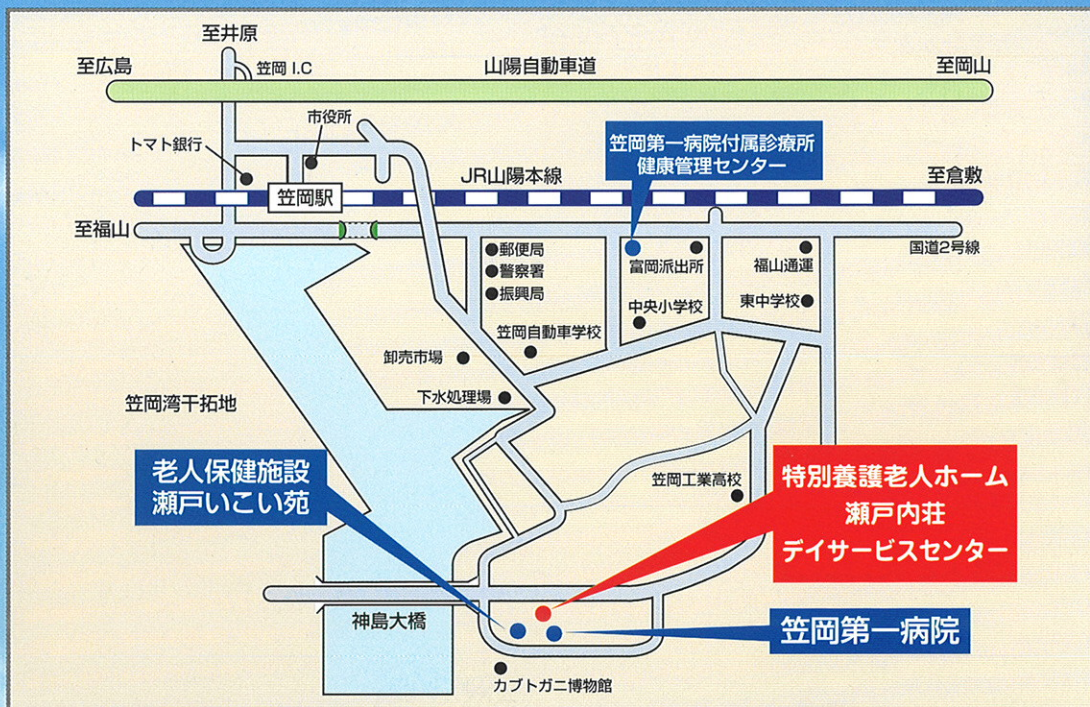 至井原
至広島
笠岡 I.C
山陽自動車道
至岡山
市役所
トマト銀行
笠岡第一病院付属診療所
健康管理センター
JR山陽本線
至倉敷
笠岡駅
至福山
国道2号線
郵便局
警察署
振興局
富岡派出所
福山通運
中央小学校
東中学校
笠岡自動車学校
卸売市場
下水処理場
笠岡湾干拓地
老人保健施設
瀬戸いこい苑
笠岡工業高校
特別養護老人ホーム
瀬戸内荘
デイサービスセンター
神島大橋
笠岡第一病院
カブトガニ博物館